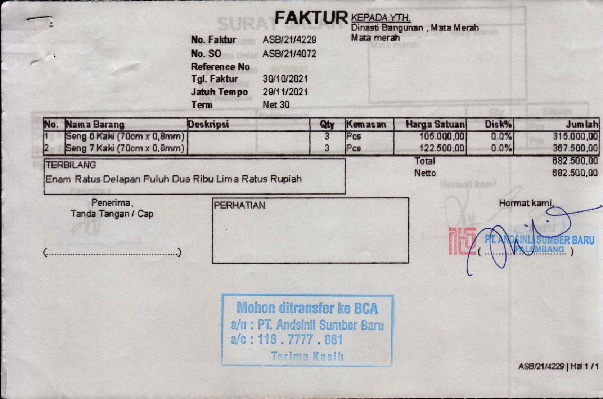 FAKTUR
KEPADA YTH.
Dinasti Bangunan , Mata Merah
Mata merah
No. Faktur ASB/21/4229
No. SO ASB/21/4072
Reference No
Tgl. Faktur 30/10/2021
Jatuh Tempo 29/11/2021
Term Net 30
No. Nama Barang Deskripsi Qty Kemasan Harga Satuan Disk% Jumlah
1 Seng 6 Kaki (70cm x 0,8mm) 3 Pcs 105.000,00 0.0% 315.000,00
2 Seng 7 Kaki (70cm x 0,8mm) 3 Pcs 122.500,00 0.0% 367.500,00
Total 682.500,00
Netto 682.500,00
TERBILANG
Enam Ratus Delapan Puluh Dua Ribu Lima Ratus Rupiah
Penerima,
Tanda Tangan / Cap
PERHATIAN
Hormat kami,
PT. ANDSINLI SUMBER BARU
PALEMBANG
Mohon ditransfer ke BCA
a/n : PT. Andsinli Sumber Baru
a/c : 116 . 7777 . 881
Terima Kasih
ASB/21/4229 | Hal 1 / 1